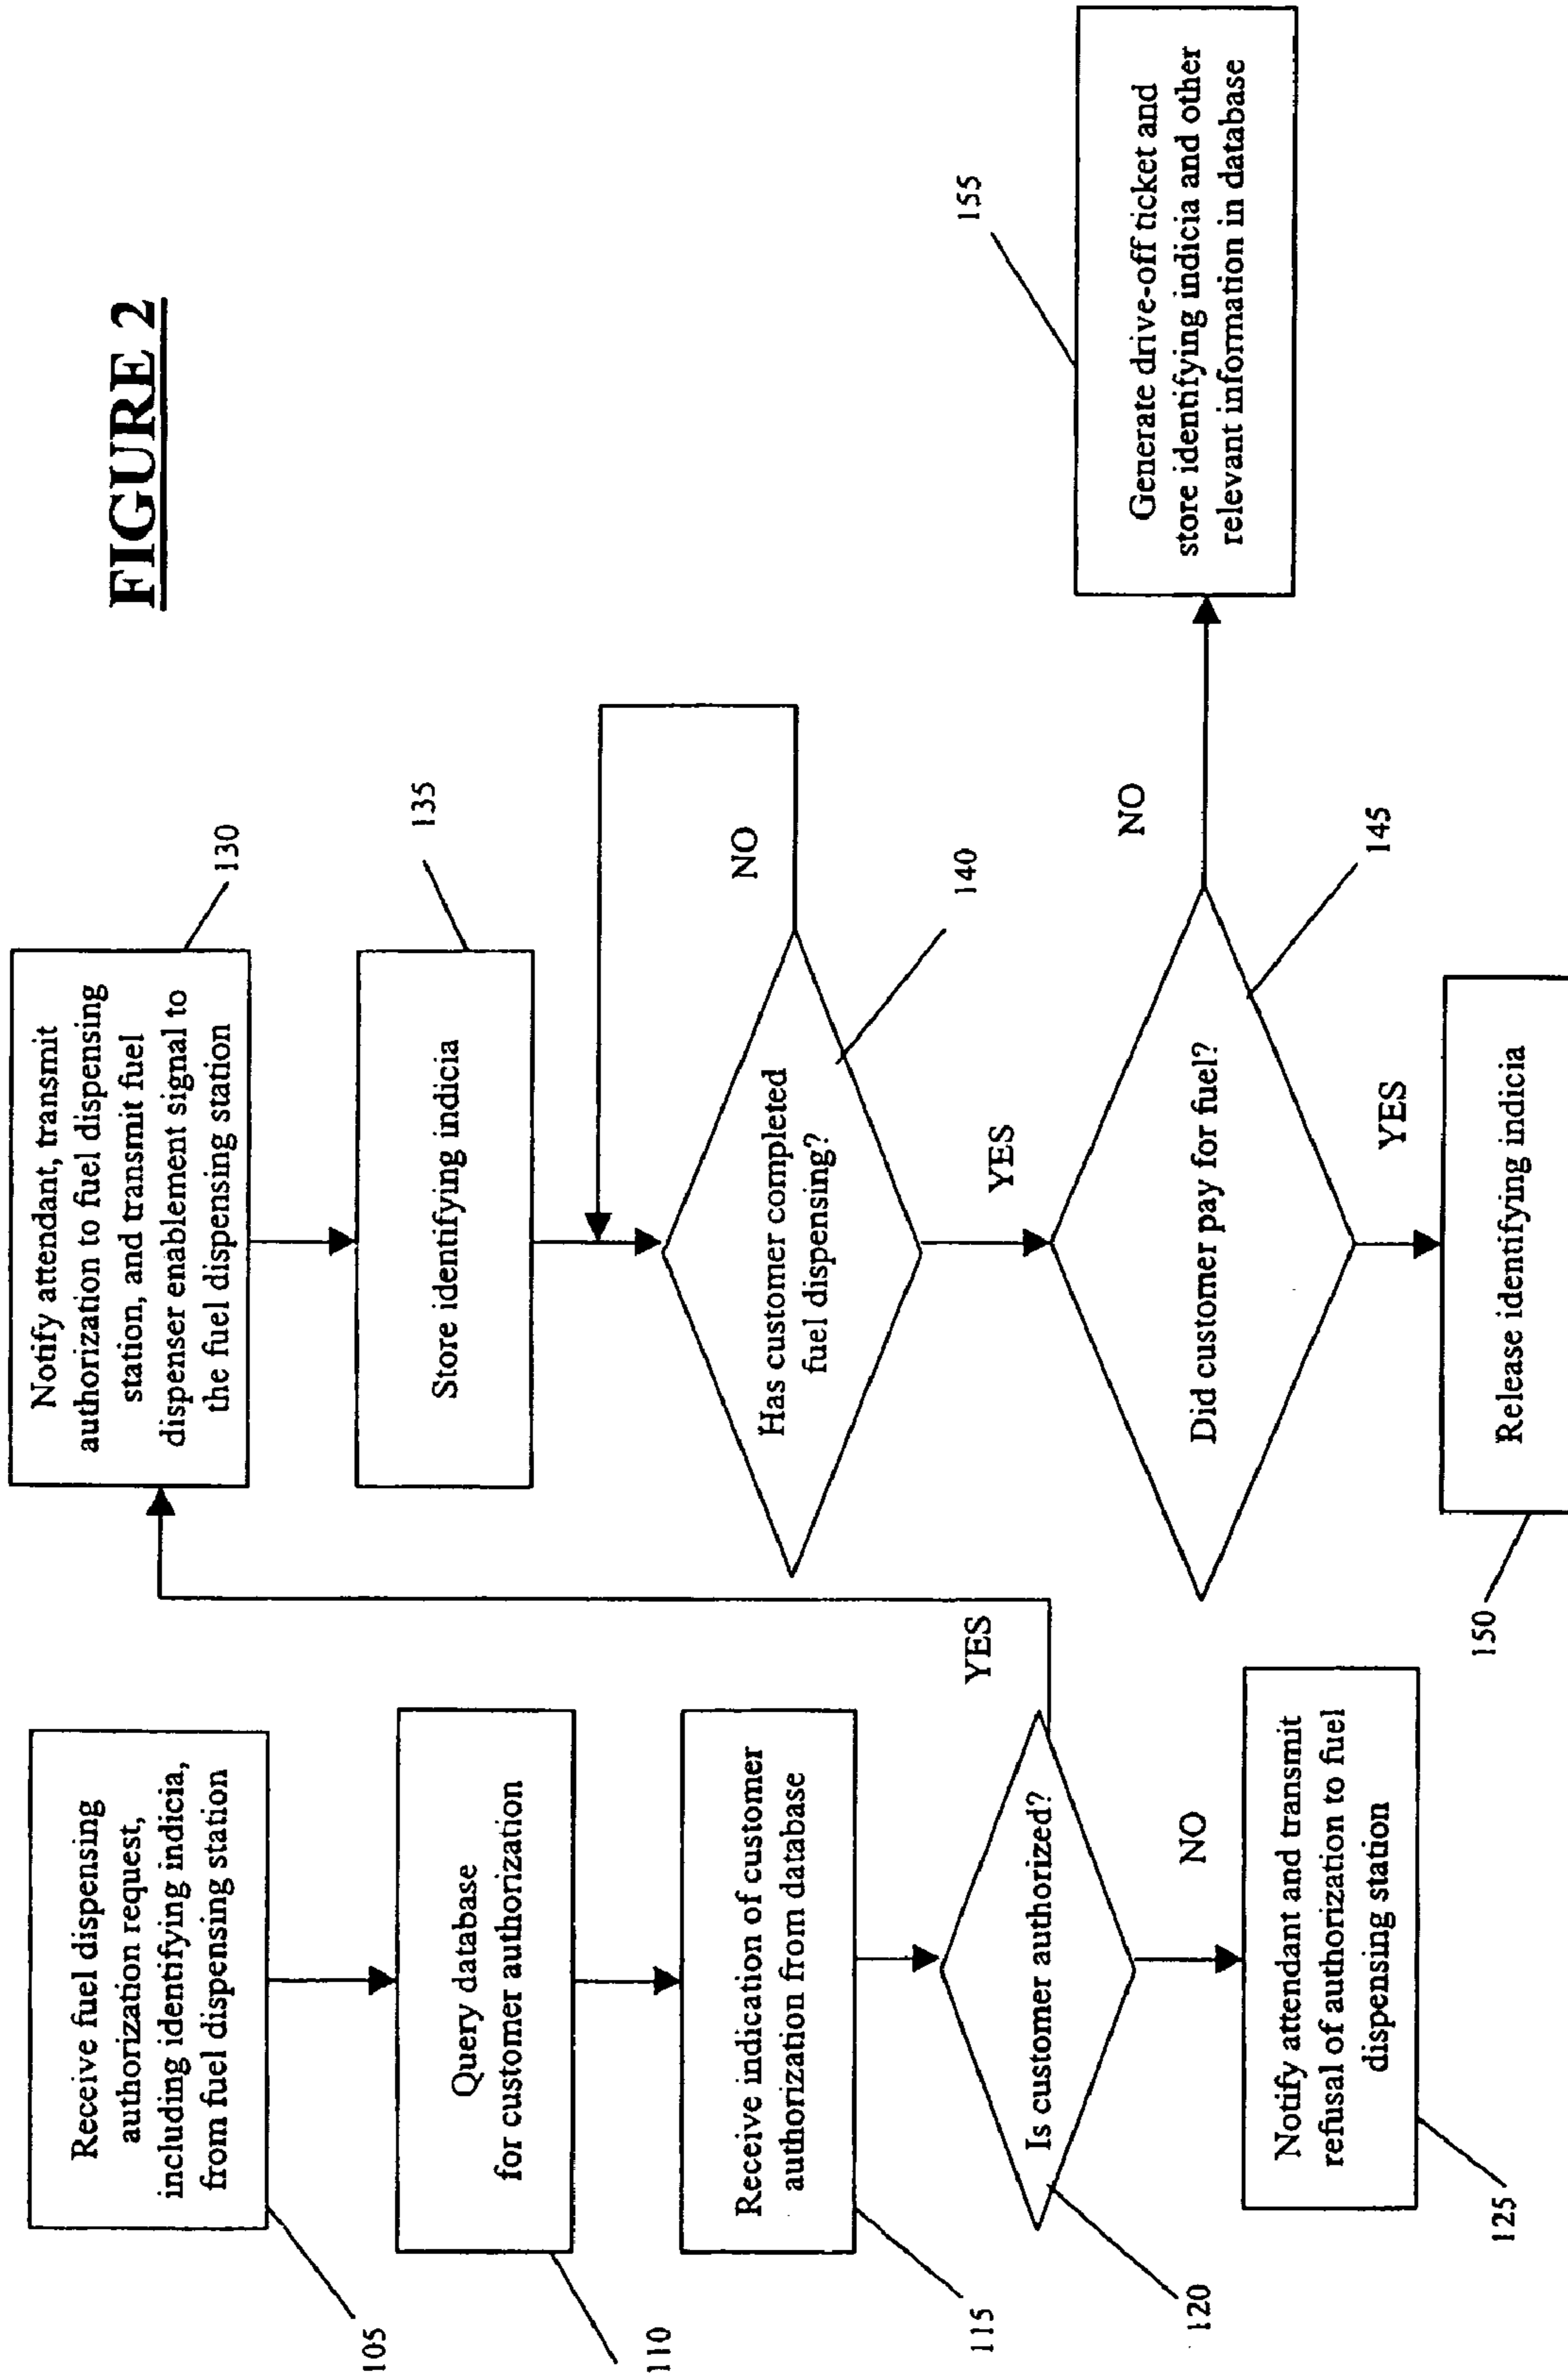 FIGURE 2
Receive fuel dispensing
authorization request,
including identifying indicia,
from fuel dispensing station
105
Query database
for customer authorization
110
Receive indication of customer
authorization from database
115
Is customer authorized?
120
YES
NO
Notify attendant and transmit
refusal of authorization to fuel
dispensing station
125
Notify attendant, transmit
authorization to fuel dispensing
station, and transmit fuel
dispenser enablement signal to
the fuel dispensing station
130
Store identifying indicia
135
Has customer completed
fuel dispensing?
140
NO
YES
Did customer pay for fuel?
145
NO
YES
Release identifying indicia
150
Generate drive-off ticket and
store identifying indicia and other
relevant information in database
155